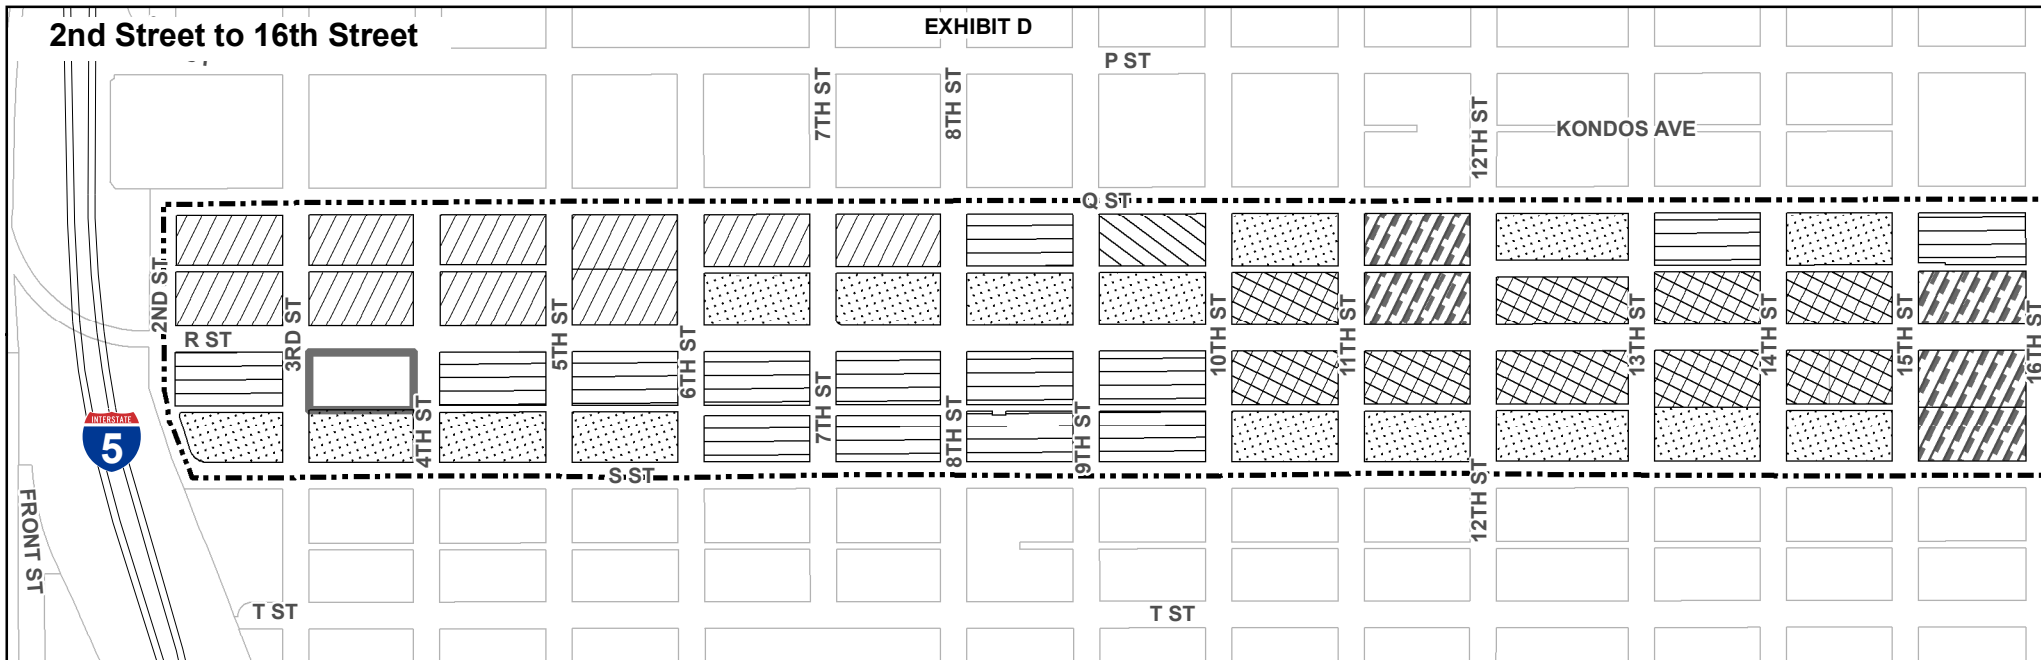 2nd Street to 16th Street
EXHIBIT D
P ST
7TH ST
8TH ST
12TH ST
KONDOS AVE
Q ST
2ND ST
3RD ST
R ST
5TH ST
6TH ST
10TH ST
11TH ST
13TH ST
14TH ST
15TH ST
16TH ST
4TH ST
7TH ST
8TH ST
9TH ST
INTERSTATE
5
S ST
12TH ST
FRONT ST
T ST
T ST